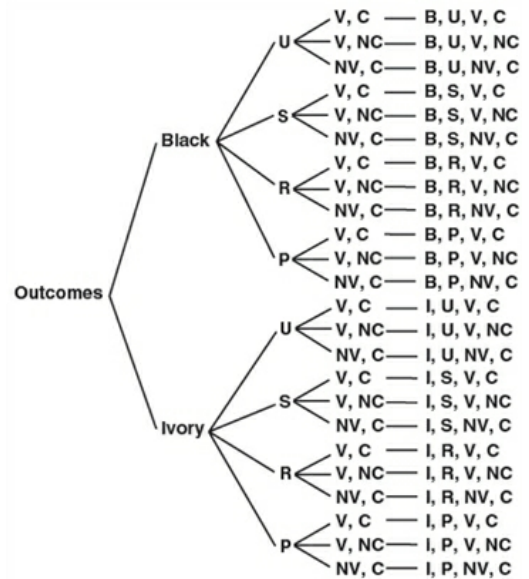 V, C B, U, V, C
U V, NC B, U, V, NC
NV, C B, U, NV, C
V, C B, S, V, C
S V, NC B, S, V, NC
NV, C B, S, NV, C
Black V, C B, R, V, C
R V, NC B, R, V, NC
NV, C B, R, NV, C
V, C B, P, V, C
P V, NC B, P, V, NC
NV, C B, P, NV, C
Outcomes
V, C I, U, V, C
U V, NC I, U, V, NC
NV, C I, U, NV, C
V, C I, S, V, C
S V, NC I, S, V, NC
Ivory NV, C I, S, NV, C
V, C I, R, V, C
R V, NC I, R, V, NC
NV, C I, R, NV, C
V, C I, P, V, C
P V, NC I, P, V, NC
NV, C I, P, NV, C